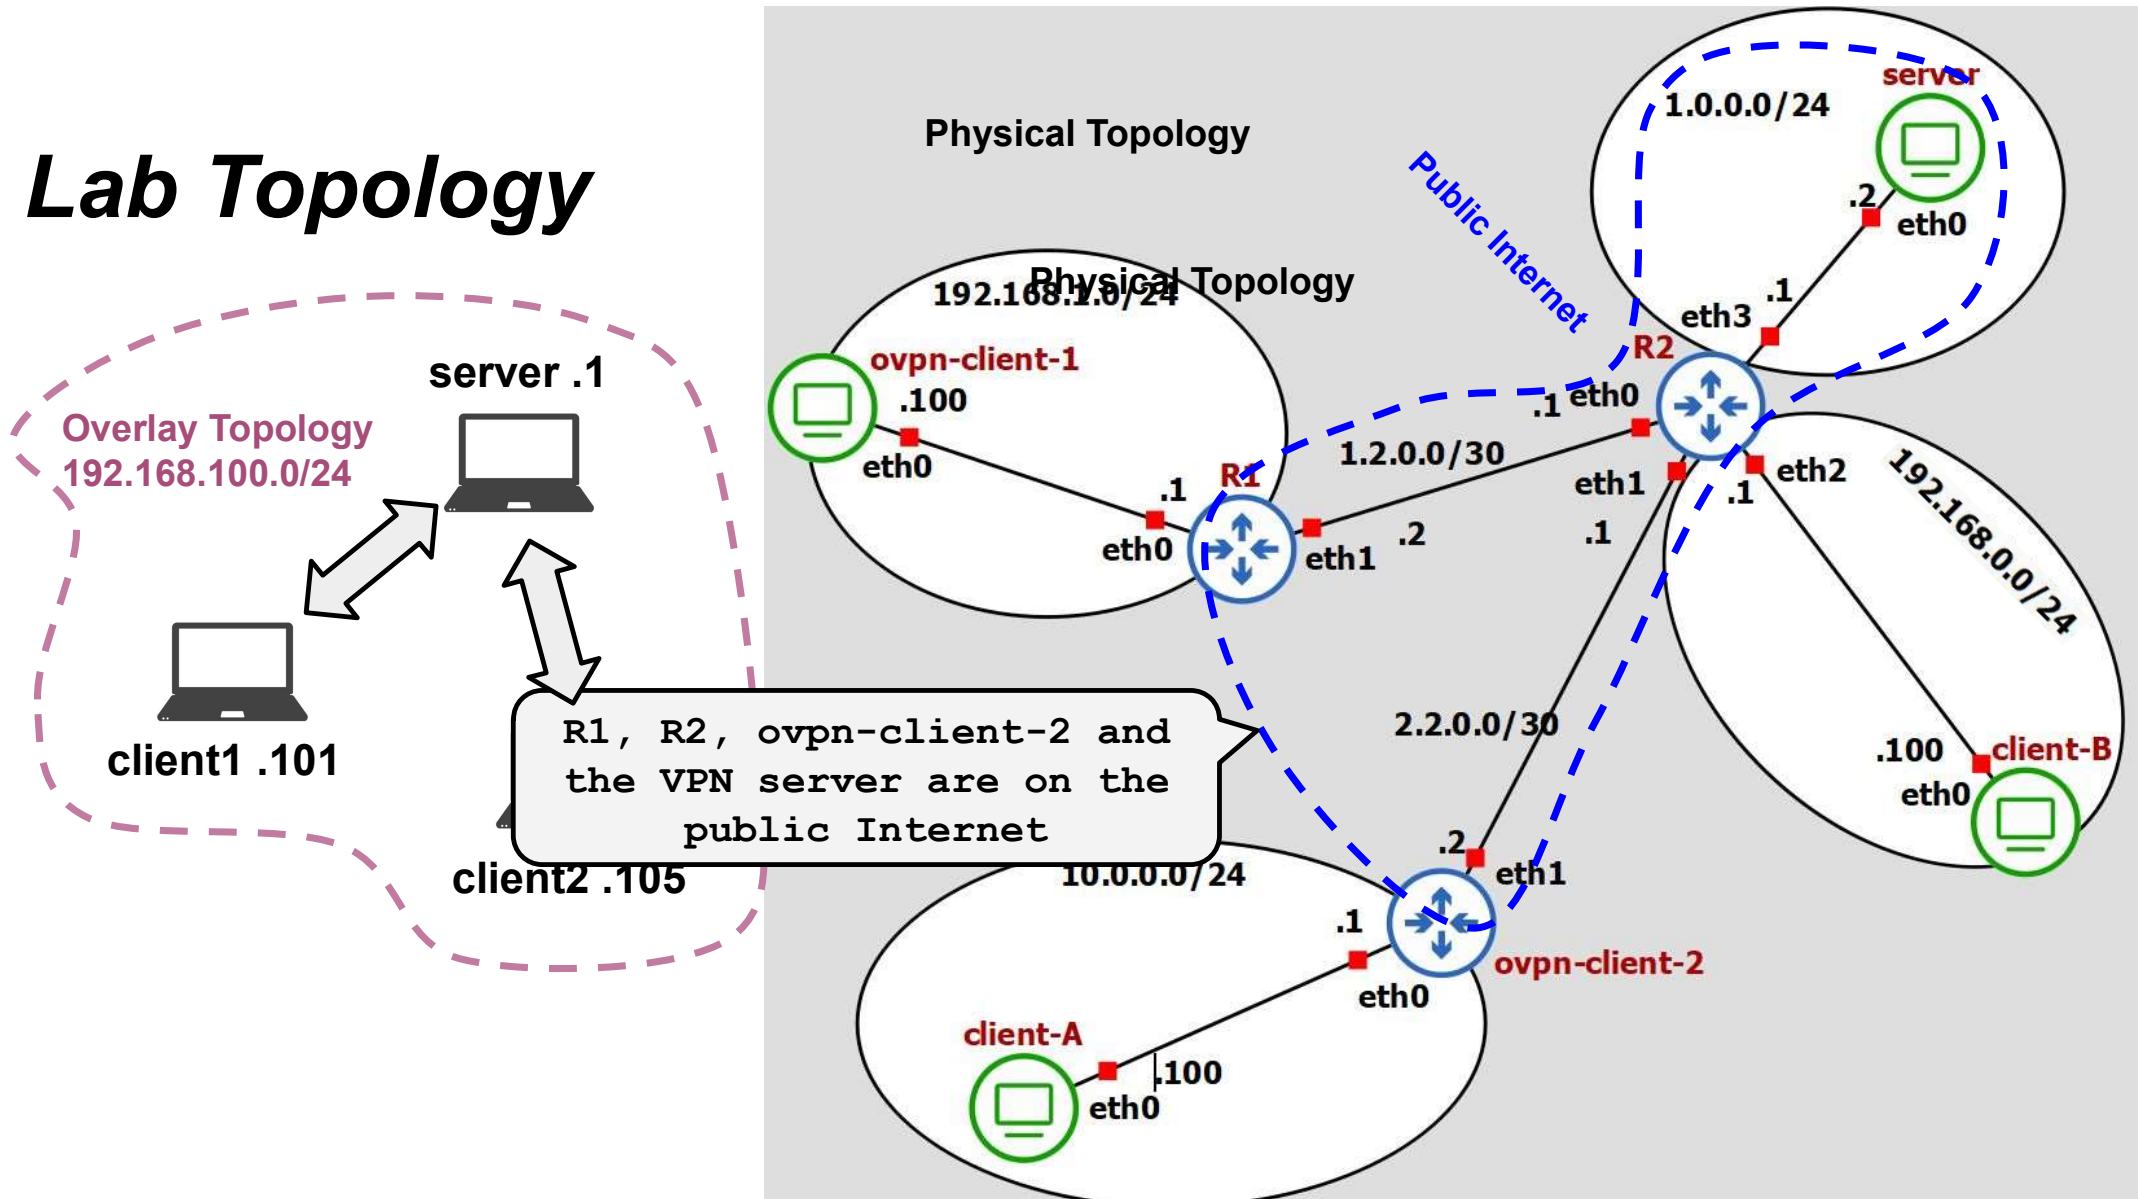 Lab Topology
Overlay Topology
192.168.100.0/24
server .1
client1 .101
client2 .105
R1, R2, ovpn-client-2 and
the VPN server are on the
public Internet
Physical Topology
Physical Topology
Public Internet
192.168.1.0/24
ovpn-client-1
.100
eth0
.1
eth0
R1
eth1
.2
1.2.0.0/30
.1
eth0
R2
eth3
.1
1.0.0.0/24
server
.2
eth0
eth1
.1
eth2
.1
192.168.0.0/24
.100
client-B
eth0
2.2.0.0/30
.2
eth1
10.0.0.0/24
.1
eth0
ovpn-client-2
client-A
.100
eth0